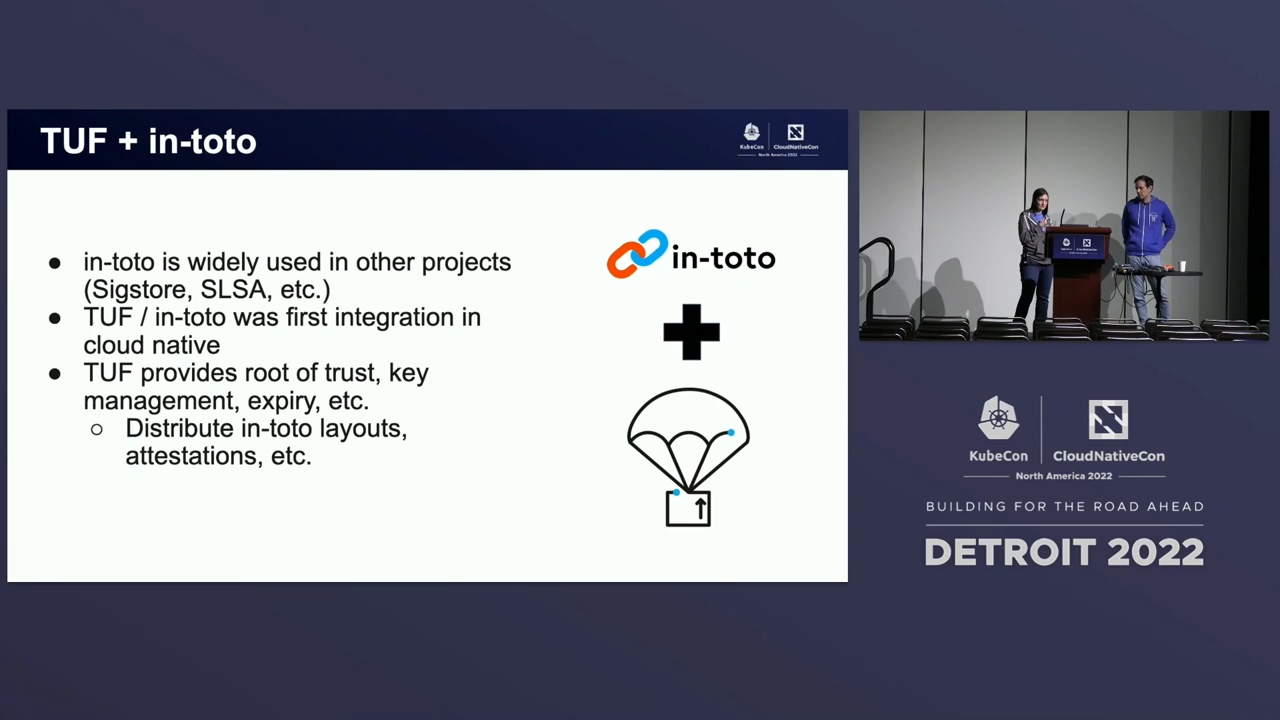 TUF + in-toto
KubeCon
CloudNativeCon
North America 2022
● in-toto is widely used in other projects
(Sigstore, SLSA, etc.)
● TUF / in-toto was first integration in
cloud native
● TUF provides root of trust, key
management, expiry, etc.
○ Distribute in-toto layouts,
attestations, etc.
in-toto
KubeCon
CloudNativeCon
North America 2022
BUILDING FOR THE ROAD AHEAD
DETROIT 2022